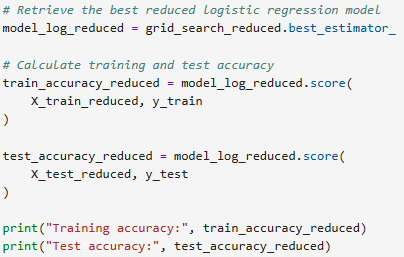 # Retrieve the best reduced logistic regression model
model_log_reduced = grid_search_reduced.best_estimator_

# Calculate training and test accuracy
train_accuracy_reduced = model_log_reduced.score(
    X_train_reduced, y_train
)

test_accuracy_reduced = model_log_reduced.score(
    X_test_reduced, y_test
)

print("Training accuracy:", train_accuracy_reduced)
print("Test accuracy:", test_accuracy_reduced)